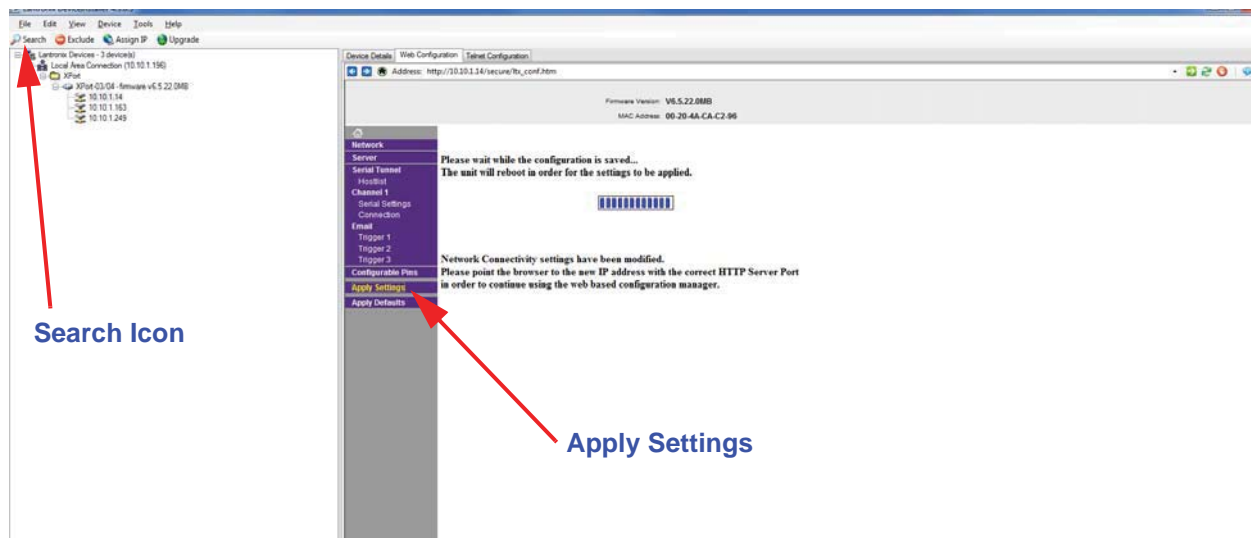 File Edit View Device Tools Help
Search Exclude Assign IP Upgrade
Lantronix Devices - 3 device(s)
Local Area Connection (10.10.1.196)
XPort
XPort-03/04 - firmware v6.5.22.0MB
10.10.1.14
10.10.1.163
10.10.1.249
Search Icon
Device Details Web Configuration Telnet Configuration
Address: http://10.10.1.14/secure/ltx_conf.htm
Firmware Version: V6.5.22.0MB
MAC Address: 00-20-4A-CA-C2-96
Network
Server
Serial Tunnel
Hostlist
Channel 1
Serial Settings
Connection
Email
Trigger 1
Trigger 2
Trigger 3
Configurable Pins
Apply Settings
Apply Defaults
Please wait while the configuration is saved...
The unit will reboot in order for the settings to be applied.
Network Connectivity settings have been modified.
Please point the browser to the new IP address with the correct HTTP Server Port
in order to continue using the web based configuration manager.
Apply Settings